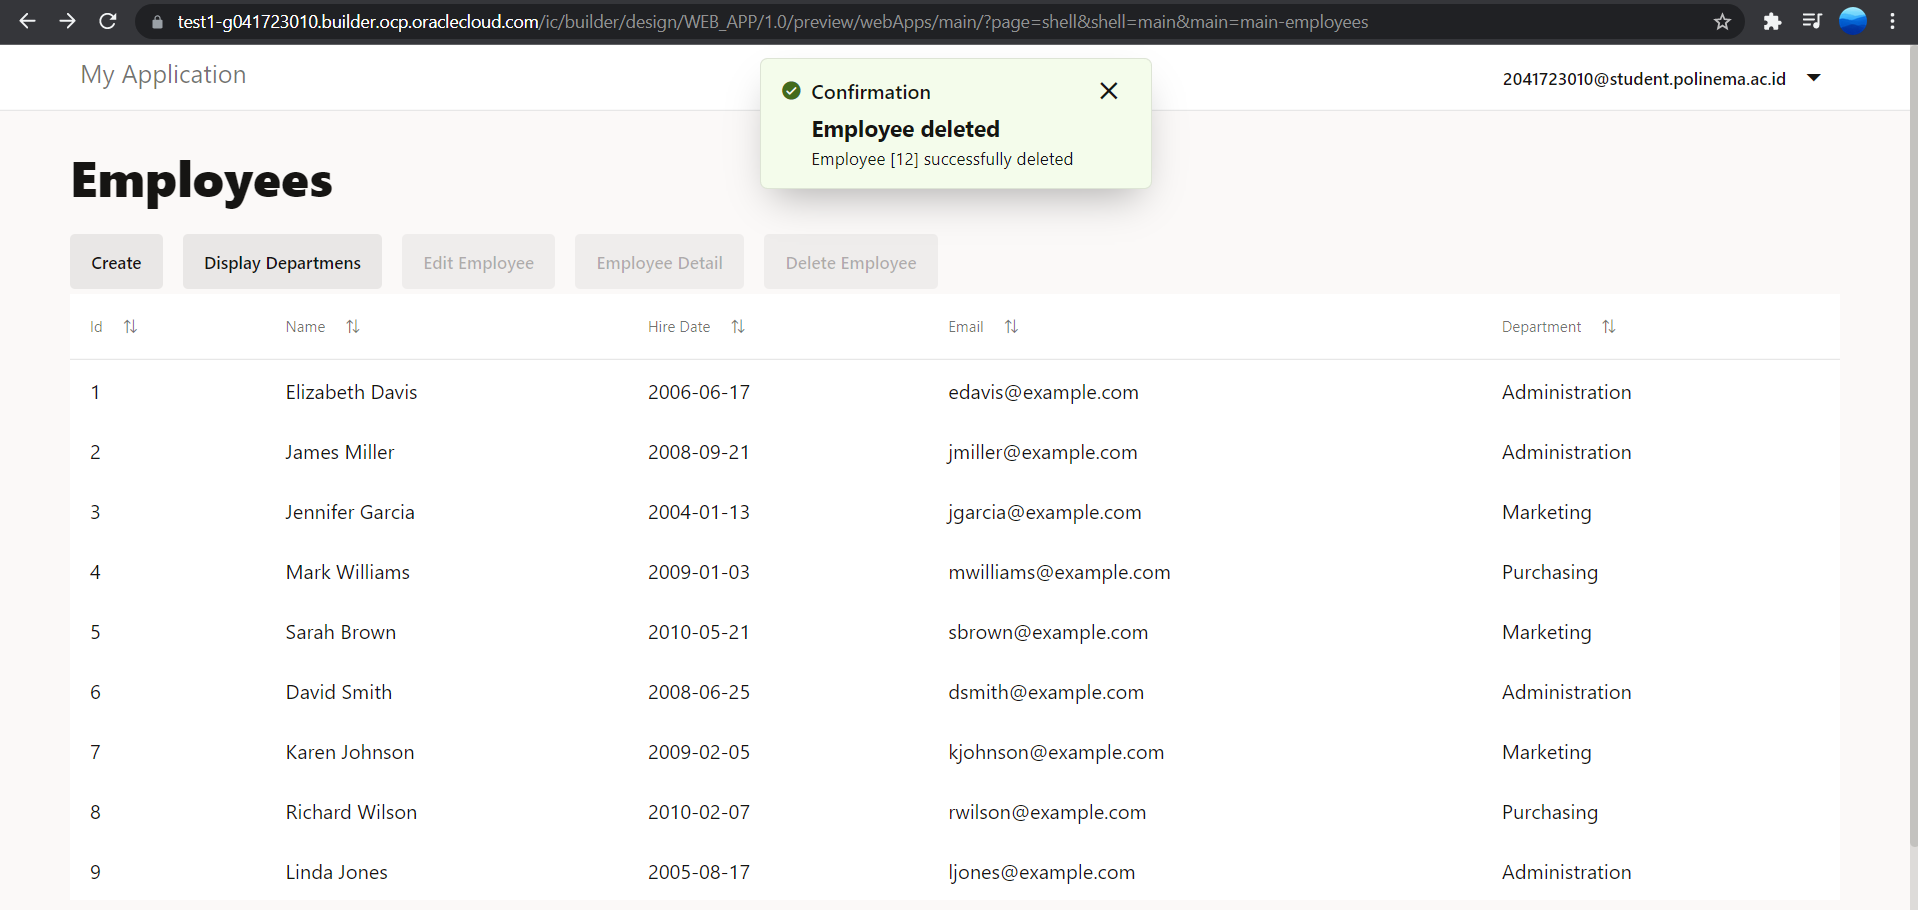 test1-g041723010.builder.ocp.oraclecloud.com/ic/builder/design/WEB_APP/1.0/preview/webApps/main/?page=shell&shell=main&main=main-employees
My Application
2041723010@student.polinema.ac.id
Confirmation
Employee deleted
Employee [12] successfully deleted
Employees
Create Display Departmens Edit Employee Employee Detail Delete Employee
Id Name Hire Date Email Department
1 Elizabeth Davis 2006-06-17 edavis@example.com Administration
2 James Miller 2008-09-21 jmiller@example.com Administration
3 Jennifer Garcia 2004-01-13 jgarcia@example.com Marketing
4 Mark Williams 2009-01-03 mwilliams@example.com Purchasing
5 Sarah Brown 2010-05-21 sbrown@example.com Marketing
6 David Smith 2008-06-25 dsmith@example.com Administration
7 Karen Johnson 2009-02-05 kjohnson@example.com Marketing
8 Richard Wilson 2010-02-07 rwilson@example.com Purchasing
9 Linda Jones 2005-08-17 ljones@example.com Administration